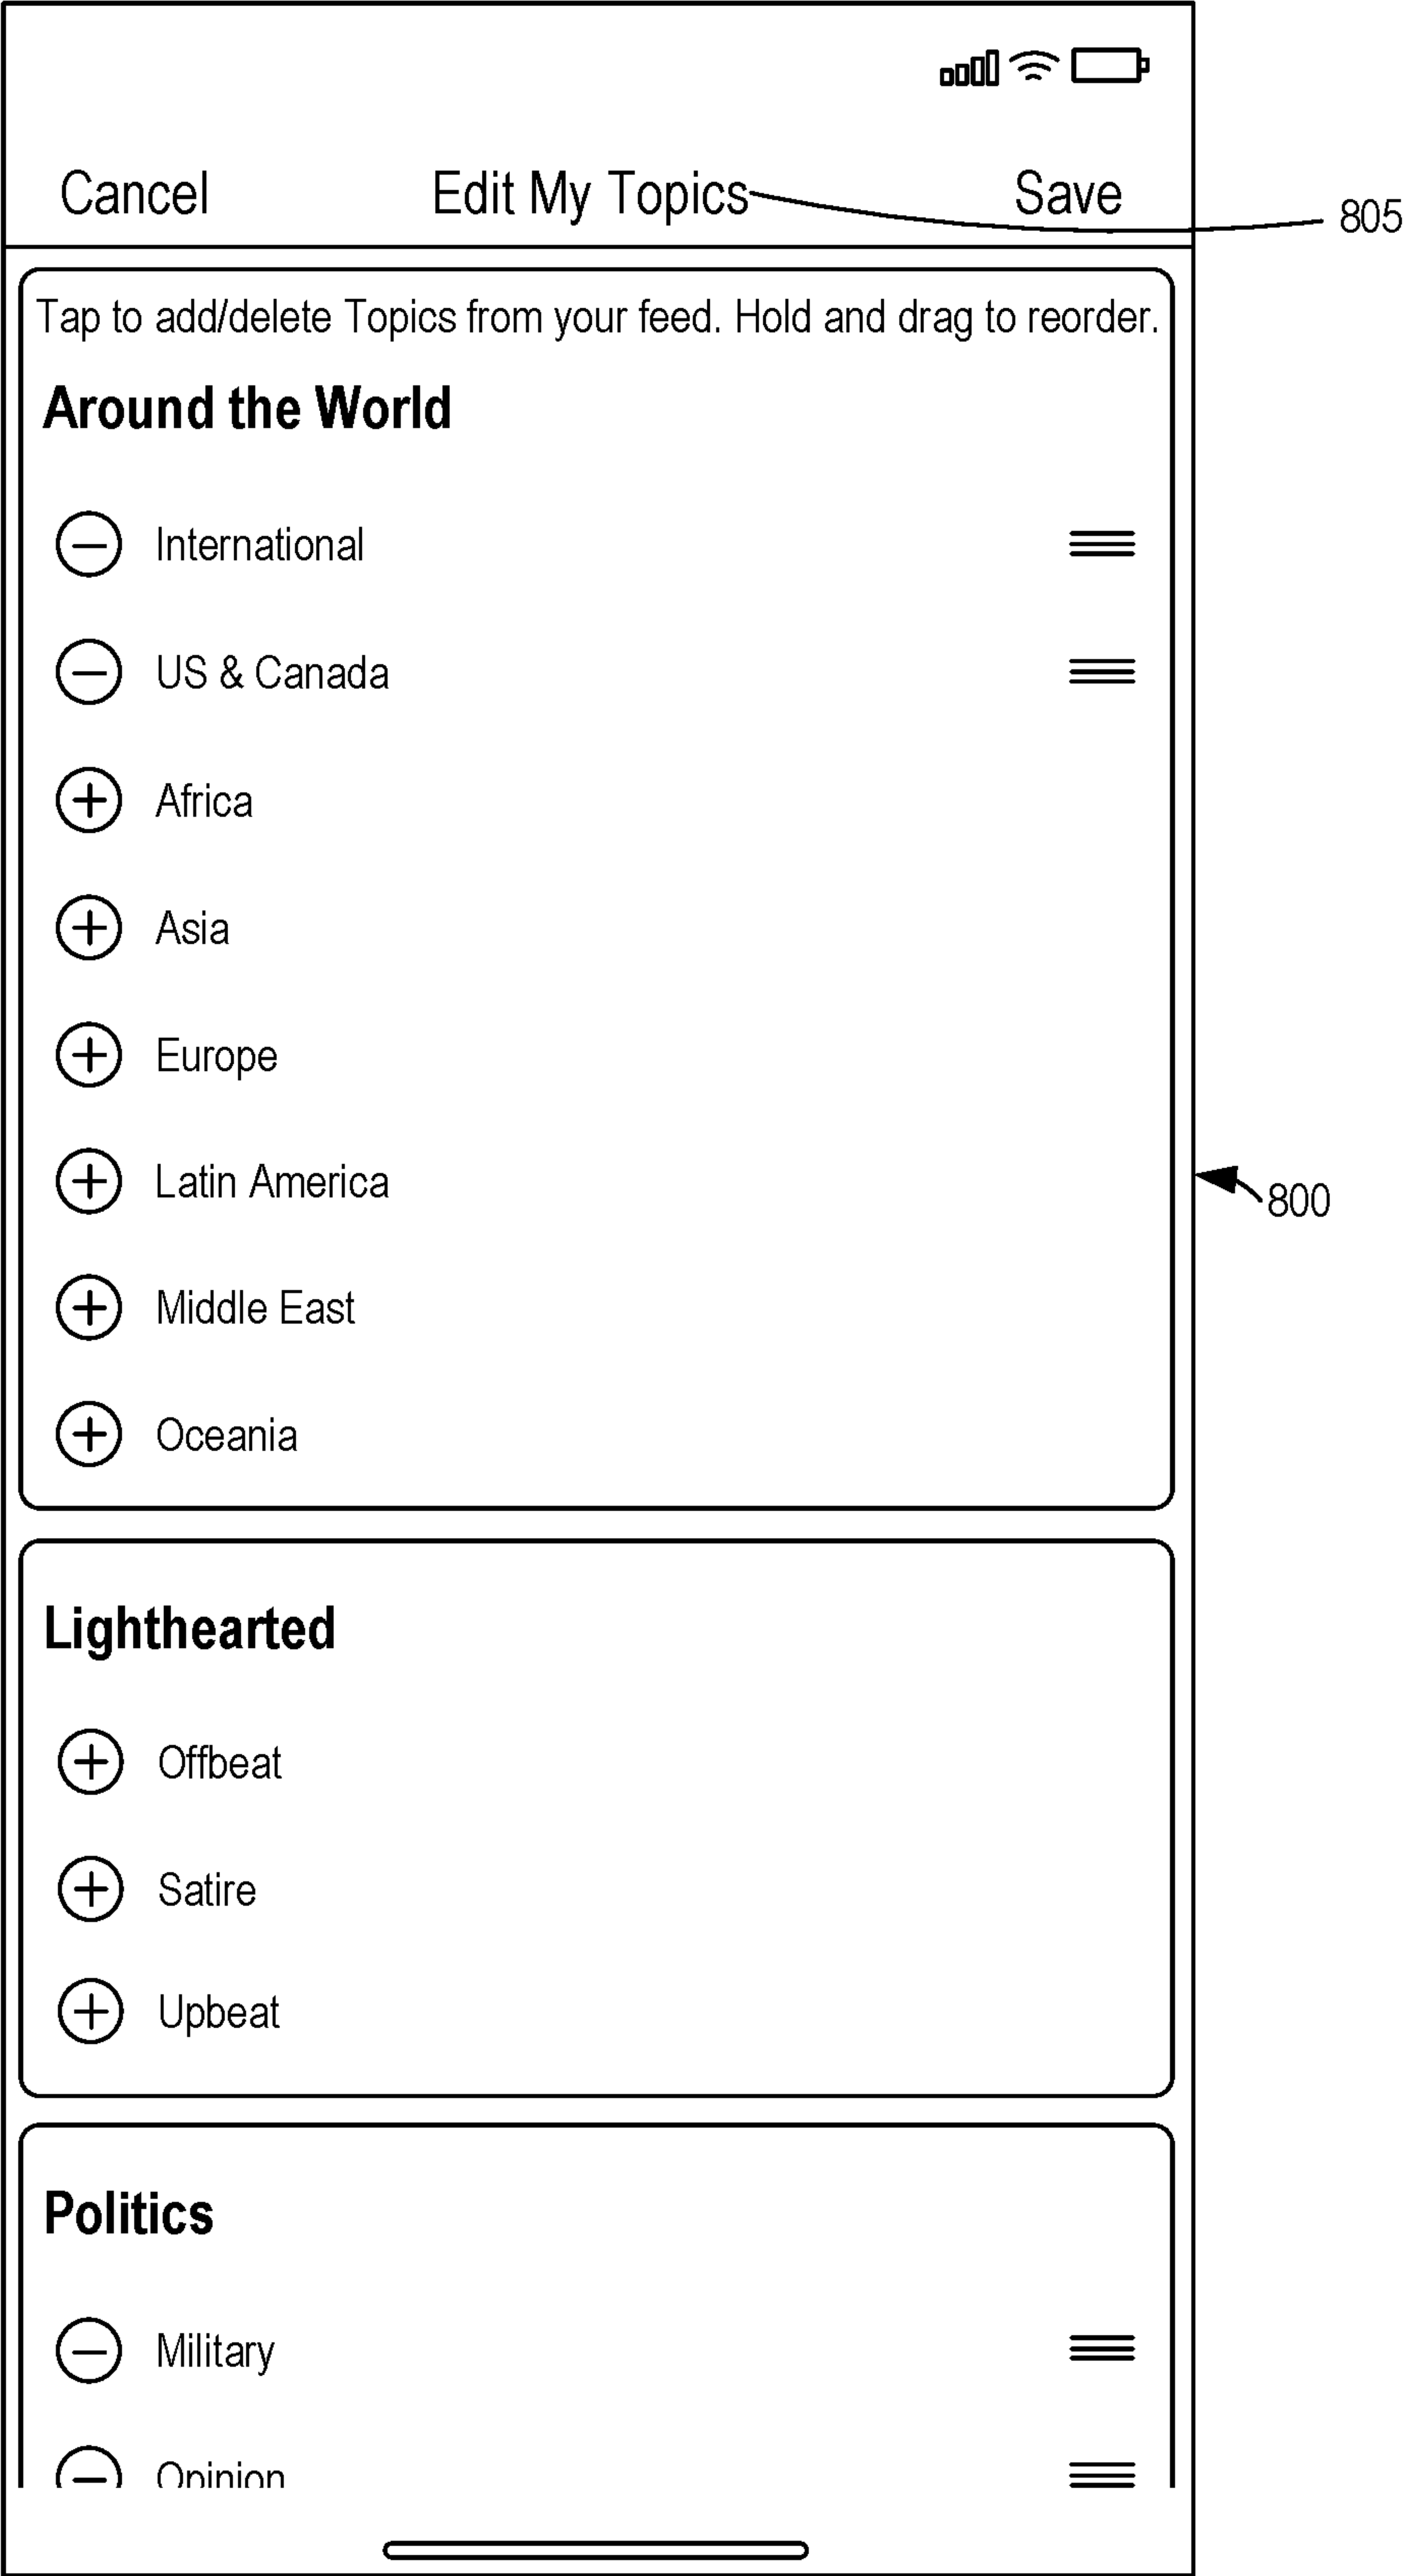 Cancel Edit My Topics Save
805
Tap to add/delete Topics from your feed. Hold and drag to reorder.
Around the World
International
US & Canada
Africa
Asia
Europe
Latin America
800
Middle East
Oceania
Lighthearted
Offbeat
Satire
Upbeat
Politics
Military
Opinion